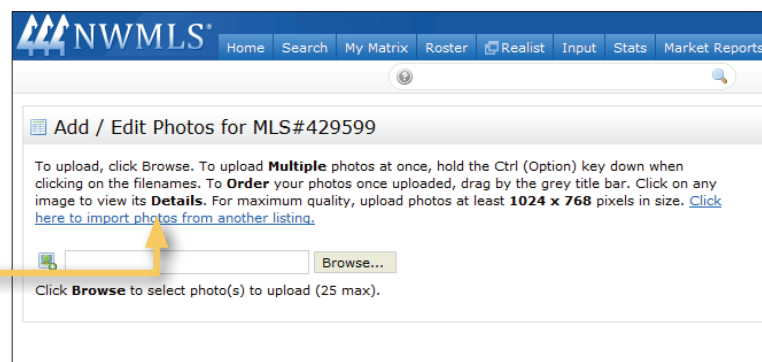 NWMLS®
Home Search My Matrix Roster Realist Input Stats Market Reports
Add / Edit Photos for MLS#429599
To upload, click Browse. To upload Multiple photos at once, hold the Ctrl (Option) key down when
clicking on the filenames. To Order your photos once uploaded, drag by the grey title bar. Click on any
image to view its Details. For maximum quality, upload photos at least 1024 x 768 pixels in size. Click
here to import photos from another listing.
Browse...
Click Browse to select photo(s) to upload (25 max).